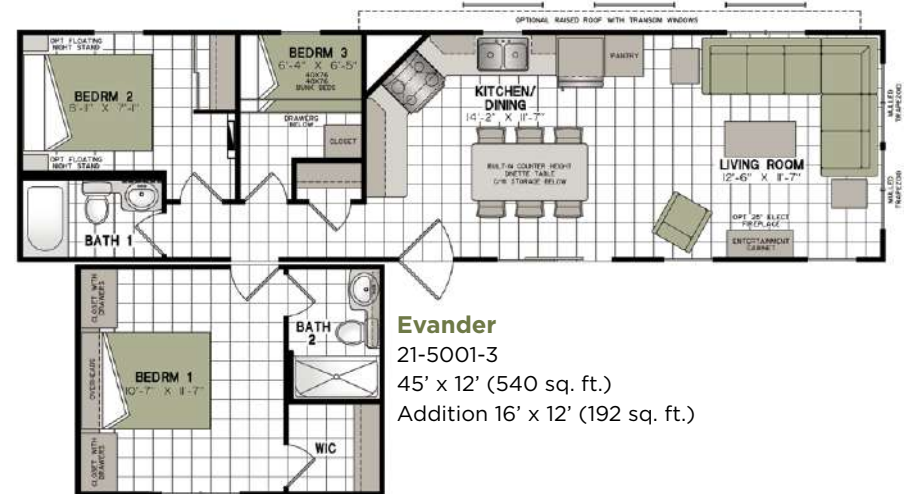 OPTIONAL RAISED ROOF WITH TRANSOM WINDOWS
OPT FLOATING
NIGHT STAND
BEDRM 2
8'-1" X 7'-1"
OPT FLOATING
NIGHT STAND
BEDRM 3
6'-4" X 6'-5"
BUNK BEDS
DRAWERS
BELOW
CLOSET
KITCHEN/
DINING
14'-2" X 11'-7"
PANTRY
BUILT-IN COUNTER HEIGHT
DINETTE TABLE
C/W STORAGE BELOW
LIVING ROOM
12'-6" X 11'-7"
MULLED
TRAPEZOID
MULLED
TRAPEZOID
OPT 25" ELECT
FIREPLACE
ENTERTAINMENT
CABINET
BATH 1
CLOSET WITH
DRAWERS
OVERHEADS
CLOSET WITH
DRAWERS
BEDRM 1
10'-7" X 11'-7"
BATH
2
WIC
Evander
21-5001-3
45' x 12' (540 sq. ft.)
Addition 16' x 12' (192 sq. ft.)